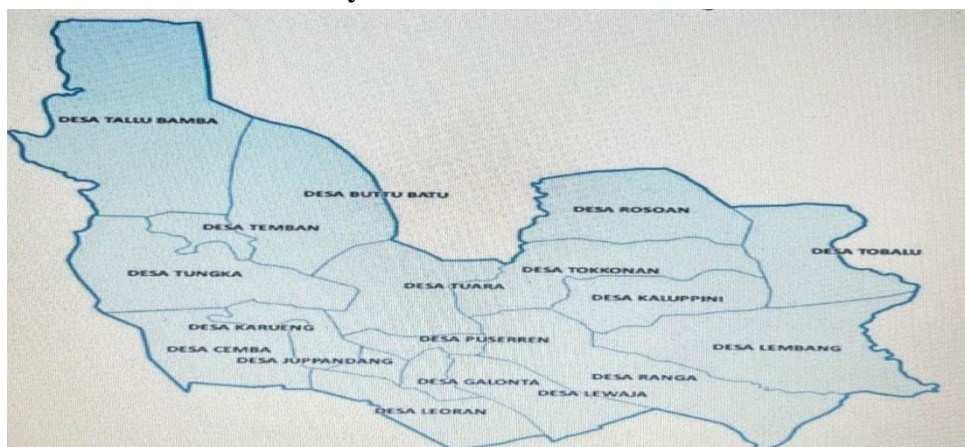 DESA TALLU BAMBA
DESA BUTTU BATU
DESA ROSOAN
DESA TEMBAN
DESA TOBALU
DESA TUNGKA
DESA TOKKONAN
DESA TUARA
DESA KALUPPINI
DESA KARUENG
DESA PUSERREN
DESA CEMBA
DESA LEMBANG
DESA JUPPANDANG
DESA RANGA
DESA GALONTA
DESA LEWAJA
DESA LEORAN